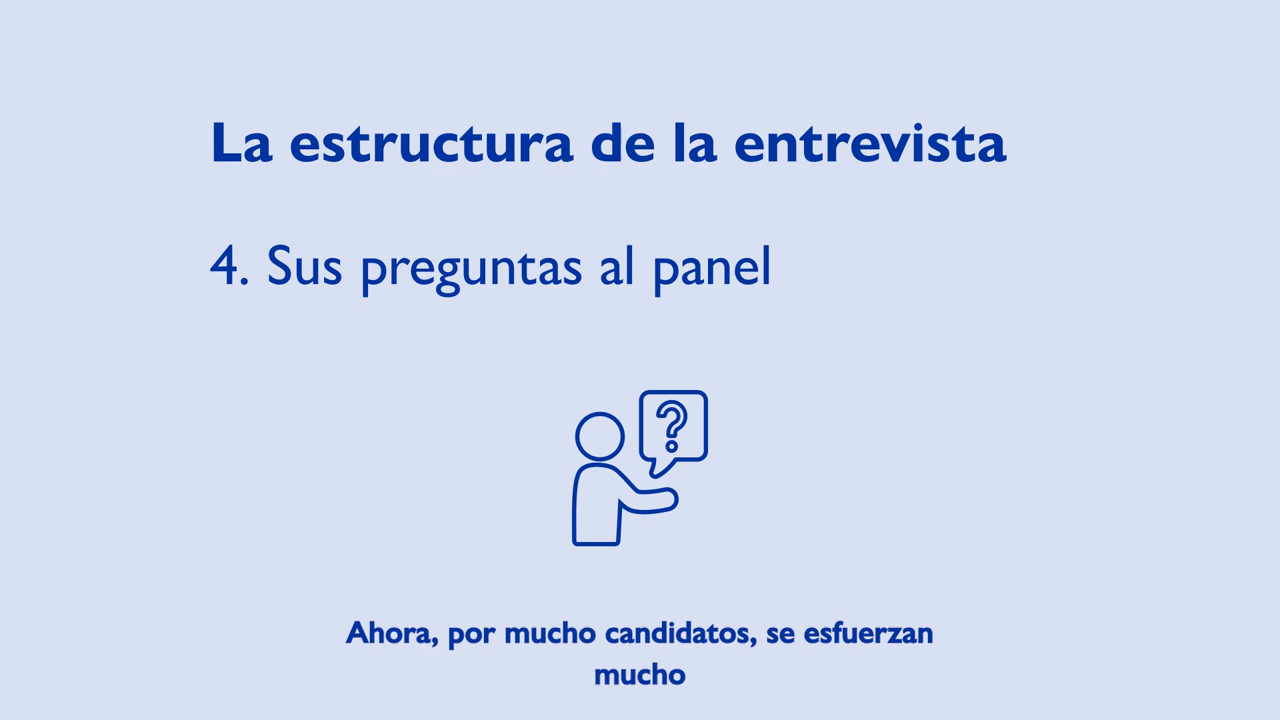 La estructura de la entrevista
4. Sus preguntas al panel
?
Ahora, por mucho candidatos, se esfuerzan
mucho